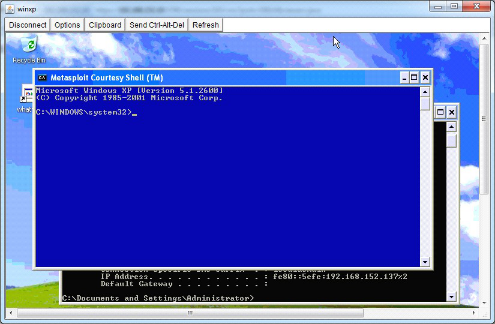 winxp
Disconnect Options Clipboard Send Ctrl-Alt-Del Refresh
Recycle Bin
Metasploit Courtesy Shell (TM)
Microsoft Windows XP [Version 5.1.2600]
(C) Copyright 1985-2001 Microsoft Corp.
C:\WINDOWS\system32>_
IP Address. . . . . . . . . . . . : fe80::5efe:192.168.152.137%2
Default Gateway . . . . . . . . . :
C:\Documents and Settings\Administrator>